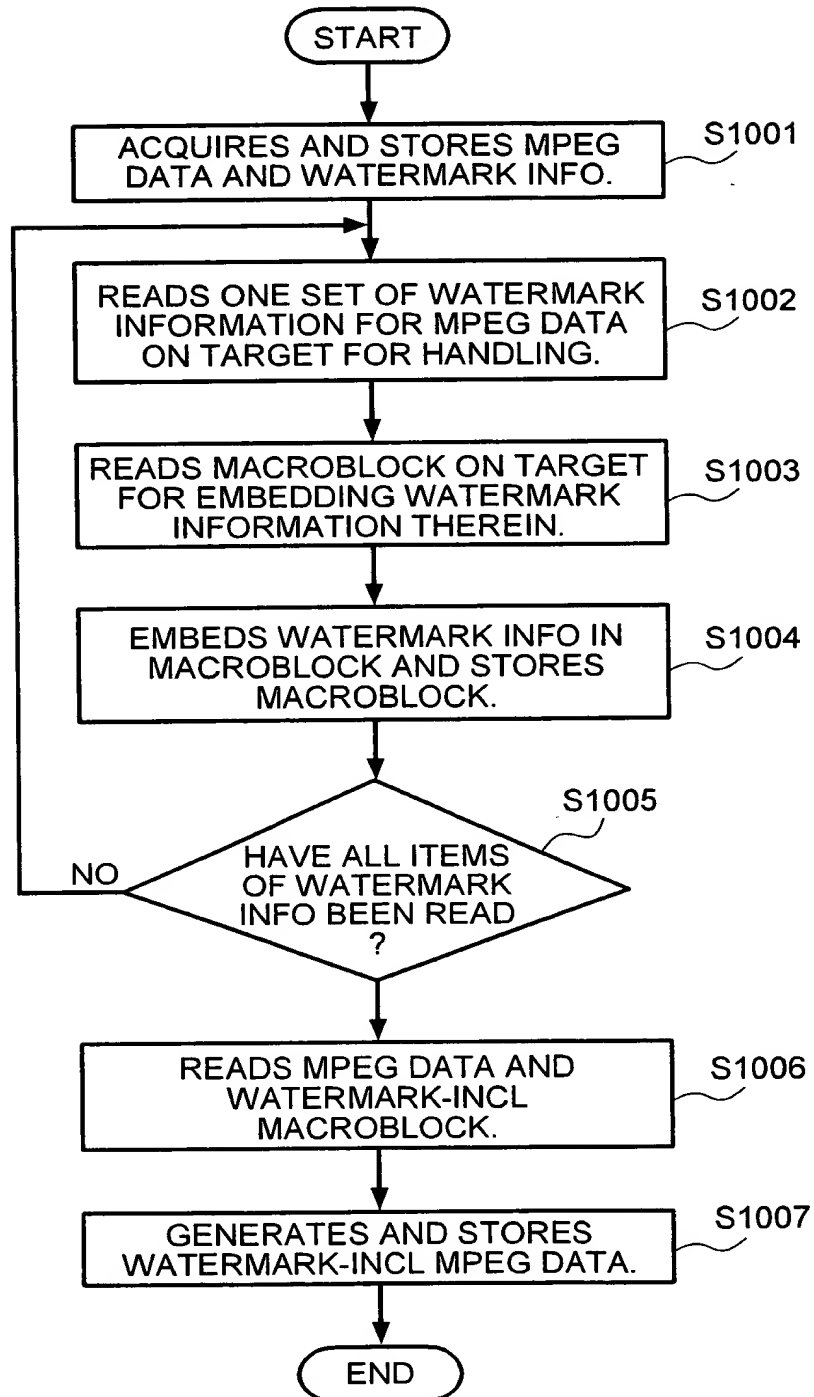 START
ACQUIRES AND STORES MPEG
DATA AND WATERMARK INFO.
S1001
READS ONE SET OF WATERMARK
INFORMATION FOR MPEG DATA
ON TARGET FOR HANDLING.
S1002
READS MACROBLOCK ON TARGET
FOR EMBEDDING WATERMARK
INFORMATION THEREIN.
S1003
EMBEDS WATERMARK INFO IN
MACROBLOCK AND STORES
MACROBLOCK.
S1004
HAVE ALL ITEMS
OF WATERMARK
INFO BEEN READ
?
S1005
NO
READS MPEG DATA AND
WATERMARK-INCL
MACROBLOCK.
S1006
GENERATES AND STORES
WATERMARK-INCL MPEG DATA.
S1007
END